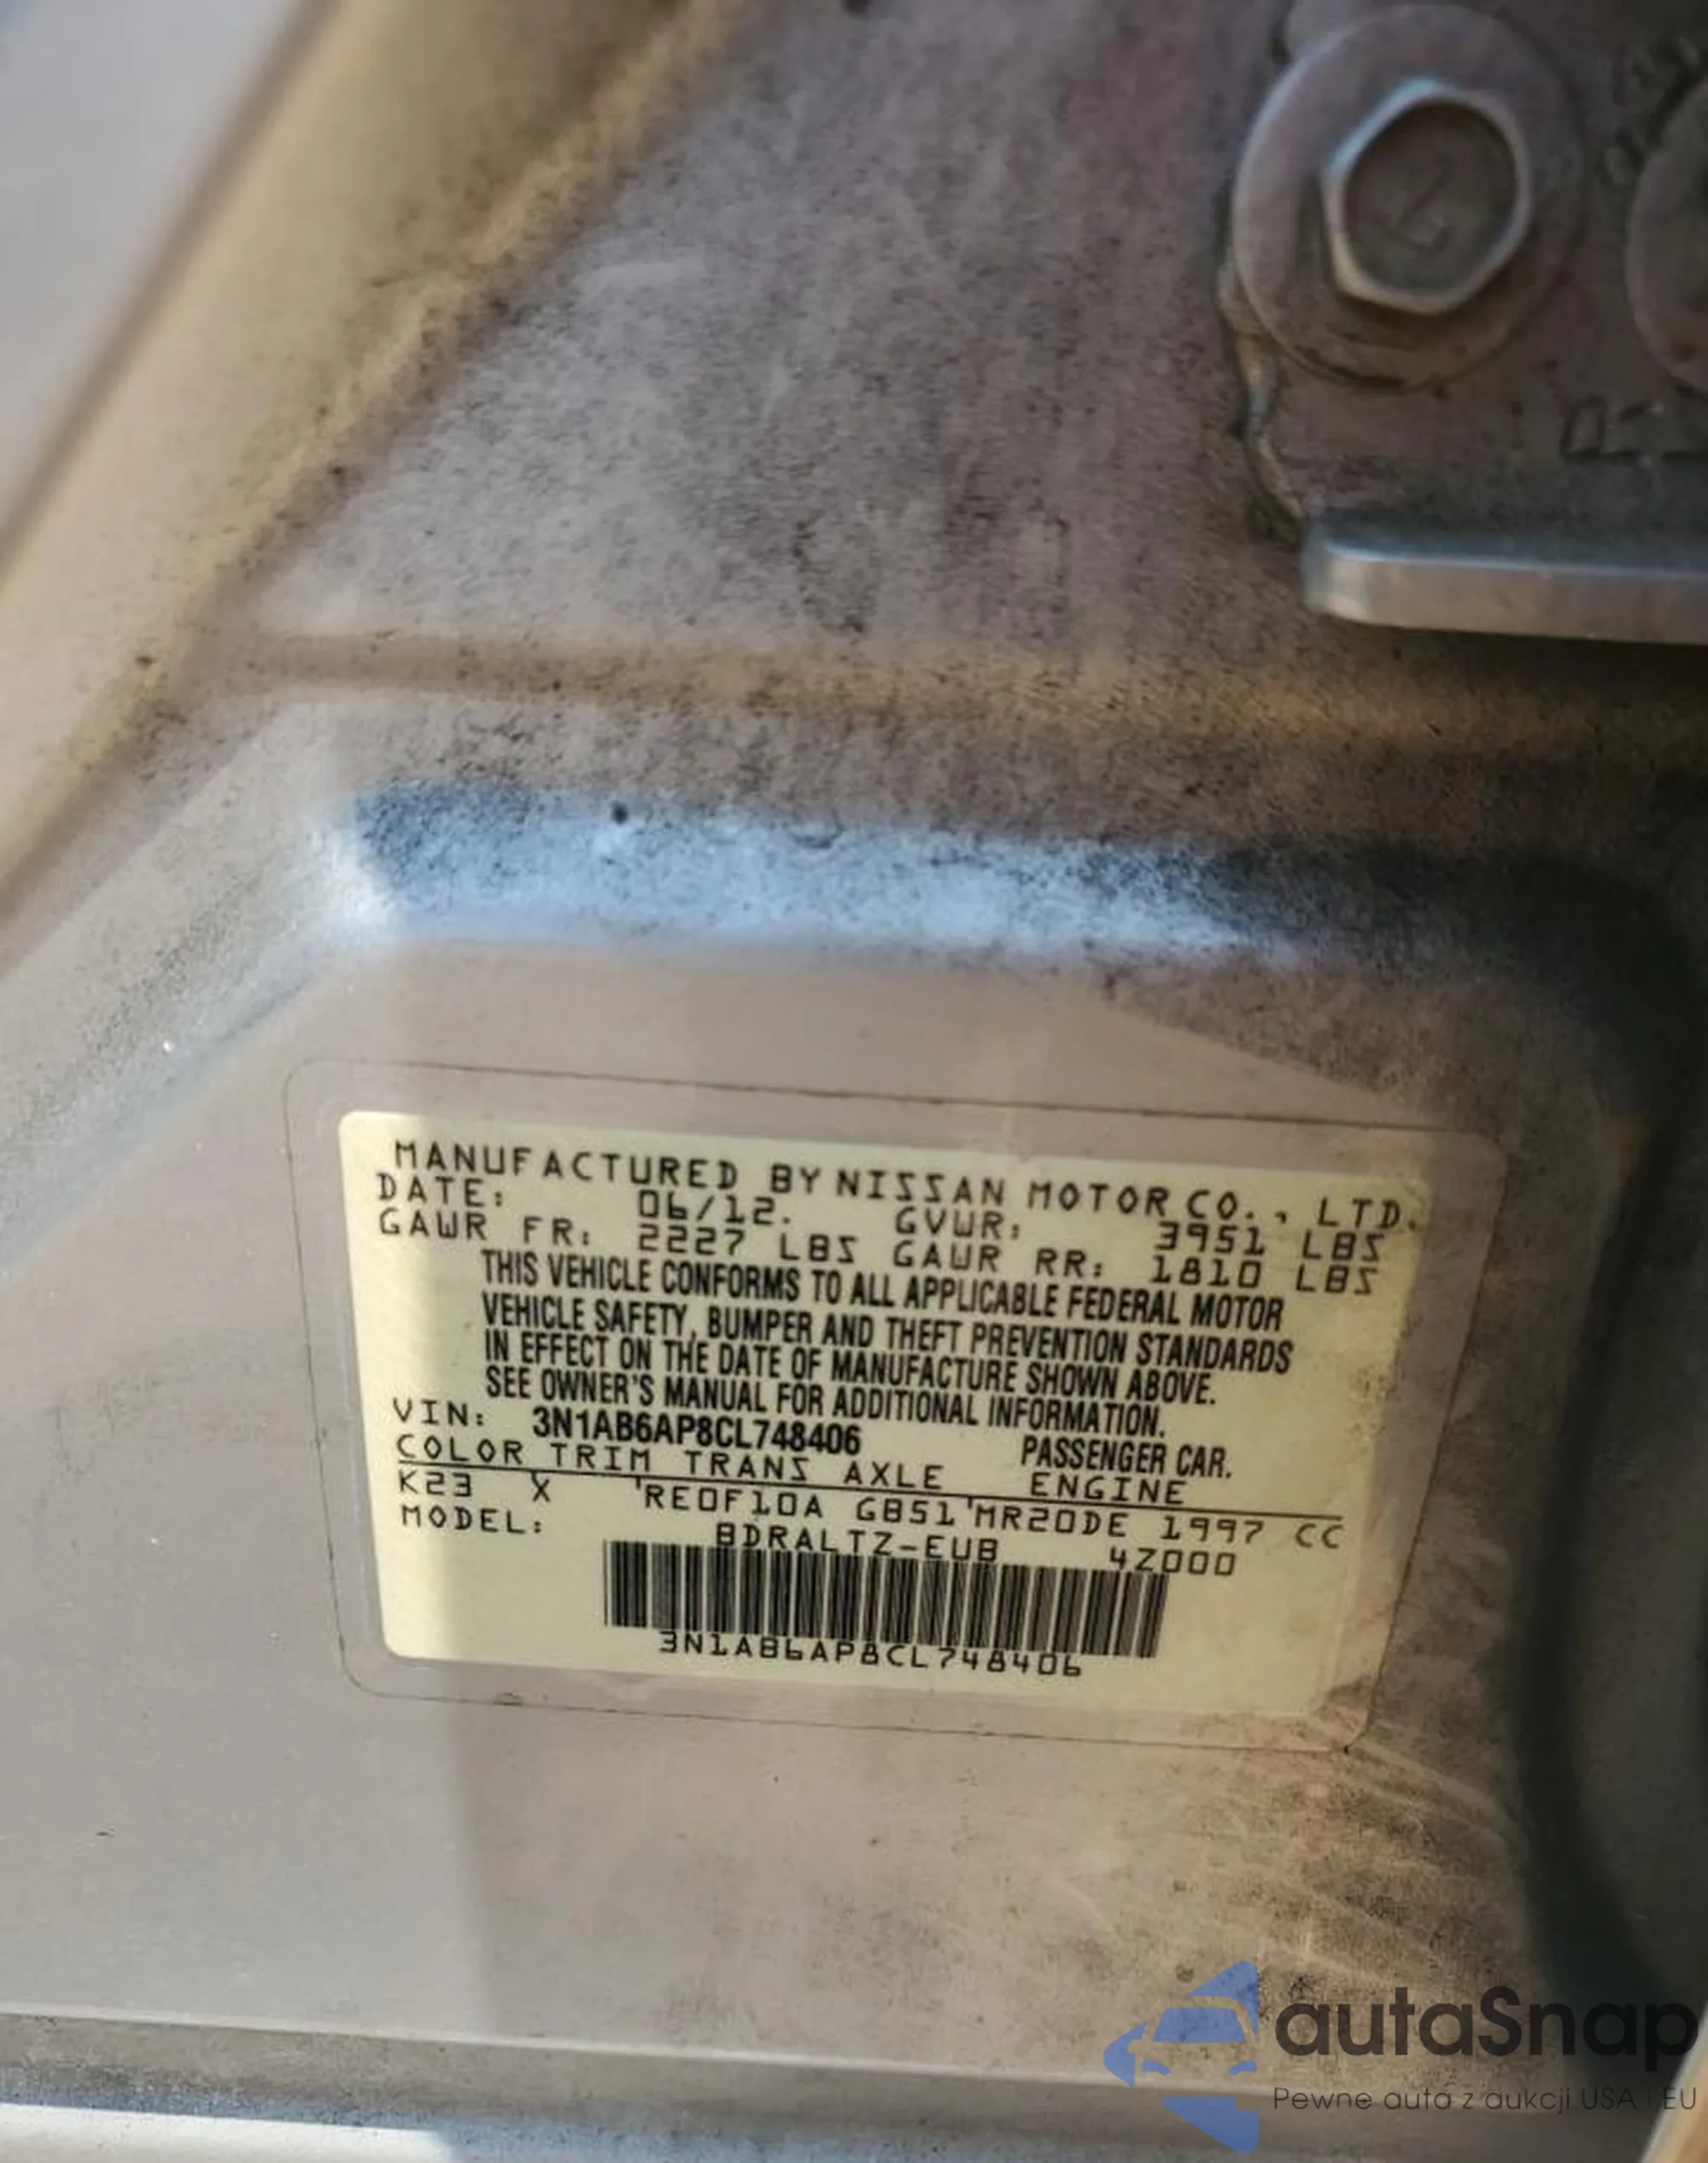 MANUFACTURED BY NISSAN MOTOR CO., LTD.
DATE: 06/12. GVWR: 3951 LBS
GAWR FR: 2227 LBS GAWR RR: 1810 LBS
THIS VEHICLE CONFORMS TO ALL APPLICABLE FEDERAL MOTOR
VEHICLE SAFETY, BUMPER AND THEFT PREVENTION STANDARDS
IN EFFECT ON THE DATE OF MANUFACTURE SHOWN ABOVE.
SEE OWNER'S MANUAL FOR ADDITIONAL INFORMATION.
VIN: 3N1AB6AP8CL748406 PASSENGER CAR.
COLOR TRIM TRANS AXLE ENGINE
K23 X RE0F10A GB51 MR20DE 1997 CC
MODEL: BDRALTZ-EUB 4Z000
3N1AB6AP8CL748406
autaSnap
Pewne auta z aukcji USA i EU